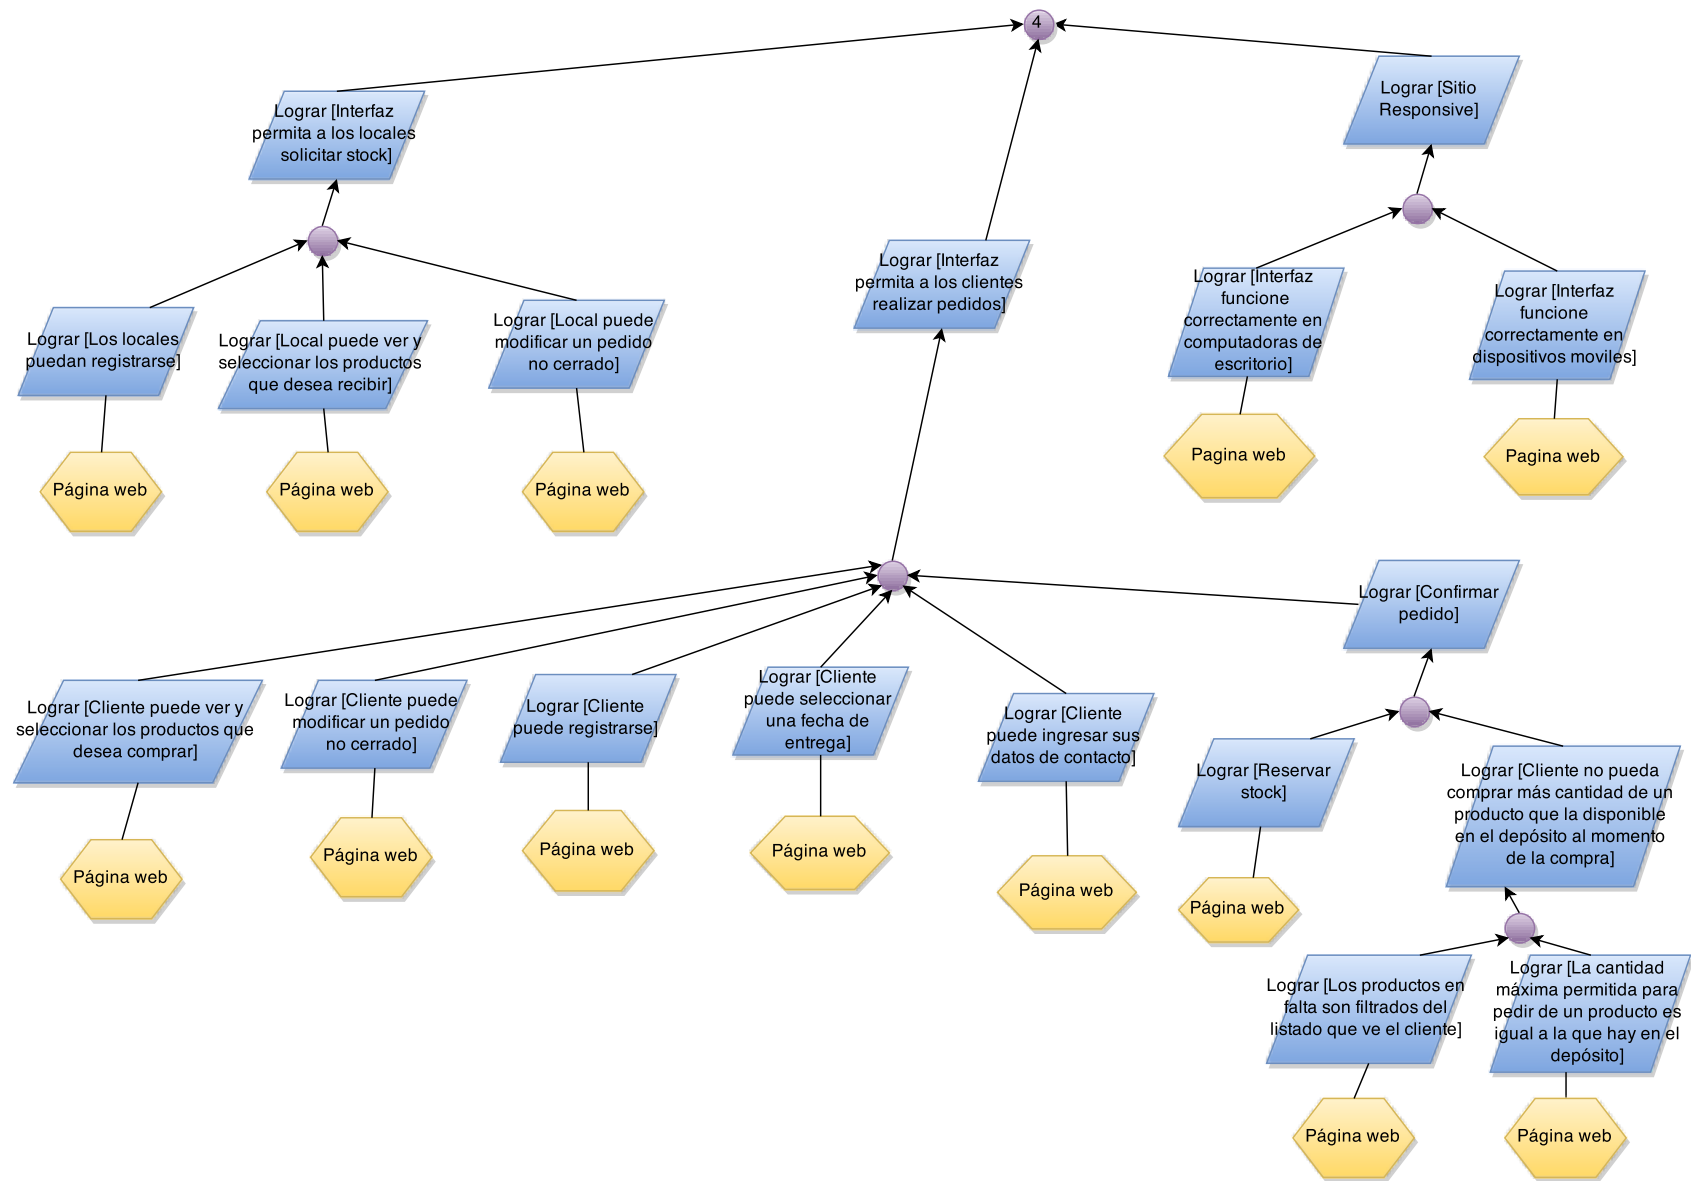 4
Lograr [Interfaz
permita a los locales
solicitar stock]
Lograr [Sitio
Responsive]
Lograr [Interfaz
permita a los clientes
realizar pedidos]
Lograr [Los locales
puedan registrarse]
Lograr [Local puede ver y
seleccionar los productos
que desea recibir]
Lograr [Local puede
modificar un pedido
no cerrado]
Lograr [Interfaz
funcione
correctamente en
computadoras de
escritorio]
Lograr [Interfaz
funcione
correctamente en
dispositivos moviles]
Página web
Página web
Página web
Pagina web
Pagina web
Lograr [Confirmar
pedido]
Lograr [Cliente puede ver y
seleccionar los productos que
desea comprar]
Lograr [Cliente puede
modificar un pedido
no cerrado]
Lograr [Cliente
puede registrarse]
Lograr [Cliente
puede seleccionar
una fecha de
entrega]
Lograr [Cliente
puede ingresar sus
datos de contacto]
Lograr [Reservar
stock]
Lograr [Cliente no pueda
comprar más cantidad de un
producto que la disponible
en el depósito al momento
de la compra]
Página web
Página web
Página web
Página web
Página web
Página web
Lograr [Los productos en
falta son filtrados del
listado que ve el cliente]
Lograr [La cantidad
máxima permitida para
pedir de un producto es
igual a la que hay en el
depósito]
Página web
Página web